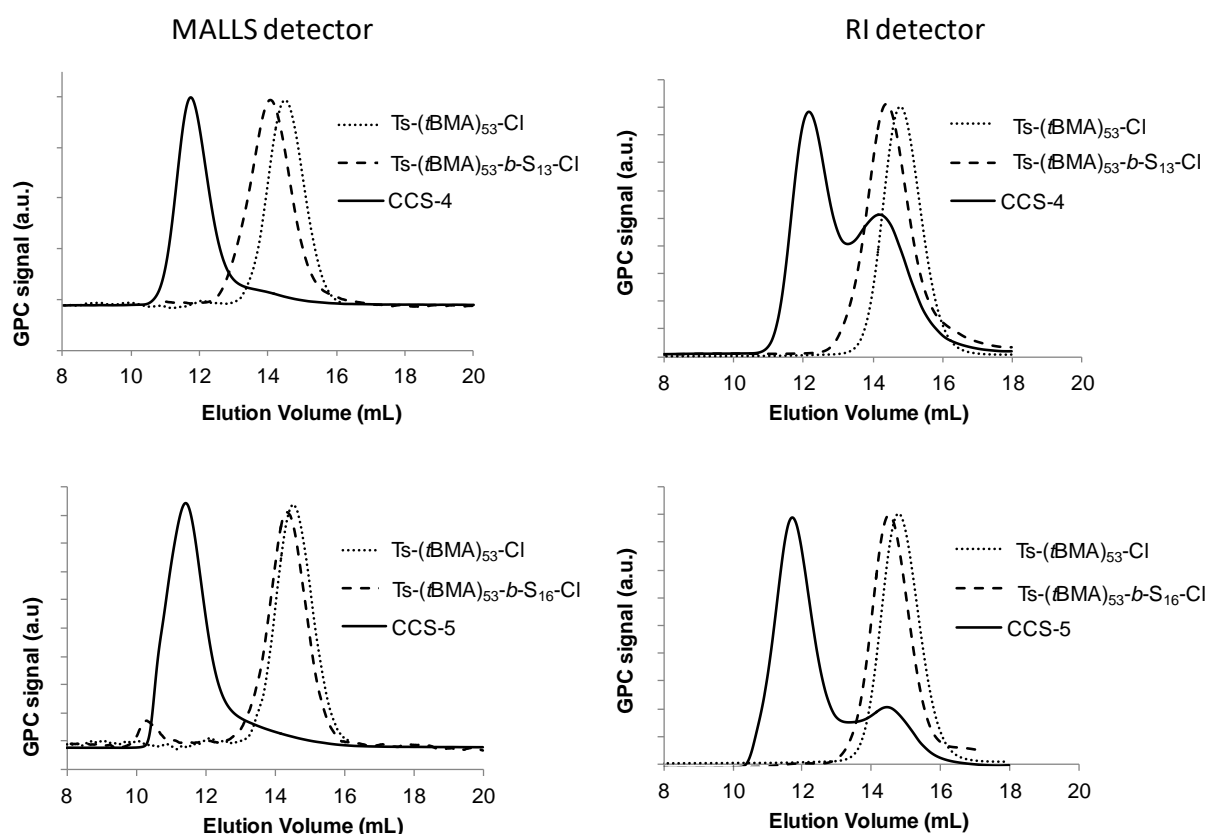 MALLS detector
RI detector
GPC signal (a.u.)
Ts-(tBMA)53-Cl
Ts-(tBMA)53-b-S13-Cl
CCS-4
8 10 12 14 16 18 20
Elution Volume (mL)
GPC signal (a.u.)
Ts-(tBMA)53-Cl
Ts-(tBMA)53-b-S13-Cl
CCS-4
8 10 12 14 16 18 20
Elution Volume (mL)
GPC signal (a.u)
Ts-(tBMA)53-Cl
Ts-(tBMA)53-b-S16-Cl
CCS-5
8 10 12 14 16 18 20
Elution Volume (mL)
GPC signal (a.u.)
Ts-(tBMA)53-Cl
Ts-(tBMA)53-b-S16-Cl
CCS-5
8 10 12 14 16 18 20
Elution Volume (mL)